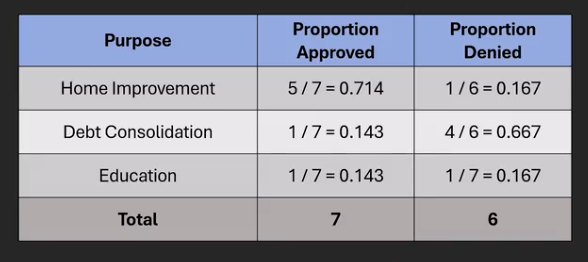 Purpose Proportion Approved Proportion Denied
Home Improvement 5 / 7 = 0.714 1 / 6 = 0.167
Debt Consolidation 1 / 7 = 0.143 4 / 6 = 0.667
Education 1 / 7 = 0.143 1 / 7 = 0.167
Total 7 6